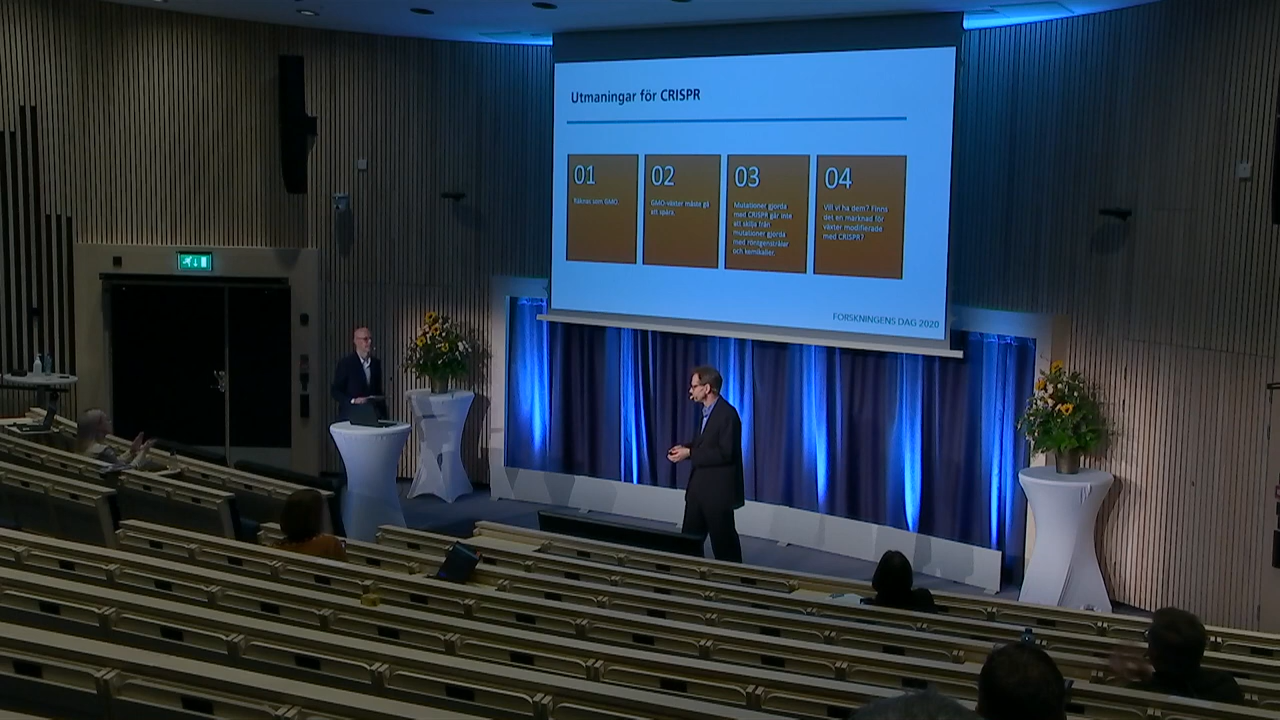 Utmaningar för CRISPR
01
Räknas som GMO.
02
GMO-växter måste gå
att spåra.
03
Mutationer gjorda
med CRISPR går inte
att skilja från
mutationer gjorda
med röntgenstrålar
och kemikalier.
04
Vill vi ha dem? Finns
det en marknad för
växter modifierade
med CRISPR?
FORSKNINGENS DAG 2020